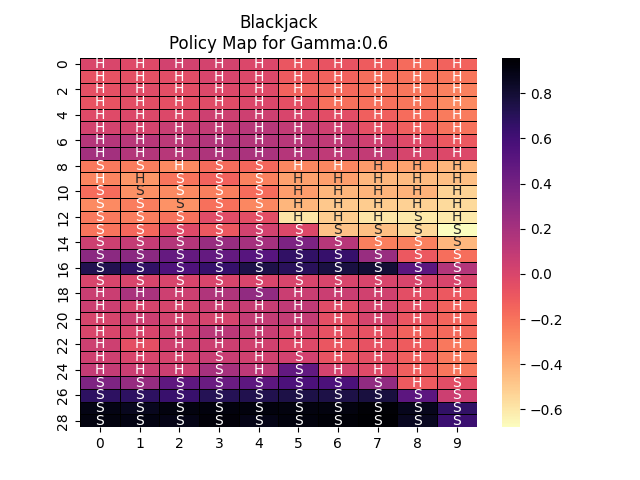 Blackjack
Policy Map for Gamma:0.6
0 H H H H H H H H H H
H H H H H H H H H H
2 H H H H H H H H H H
H H H H H H H H H H
4 H H H H H H H H H H
H H H H H H H H H H
6 H H H H H H H H H H
H H H H H H H H H H
8 S S H S S H H H H H
H H S S S H H H H H
10 S S S S S H H H H H
S S S S S H H H H H
12 S S S S S H H H S H
S S S S S S S S S S
14 S S S S S S S S S S
S S S S S S S S S S
16 S S S S S S S S S S
S S S S S S S S S S
18 H H H H S H H H H H
H H H H H H H H H H
20 H H H H H H H H H H
H H H H H H H H H H
22 H H H H H H H H H H
H H H S H S H H H H
24 H H H H H S H H H H
S S S S S S S S S S
26 S S S S S S S S S S
S S S S S S S S S S
28 S S S S S S S S S S
0 1 2 3 4 5 6 7 8 9
0.8
0.6
0.4
0.2
0.0
−0.2
−0.4
−0.6